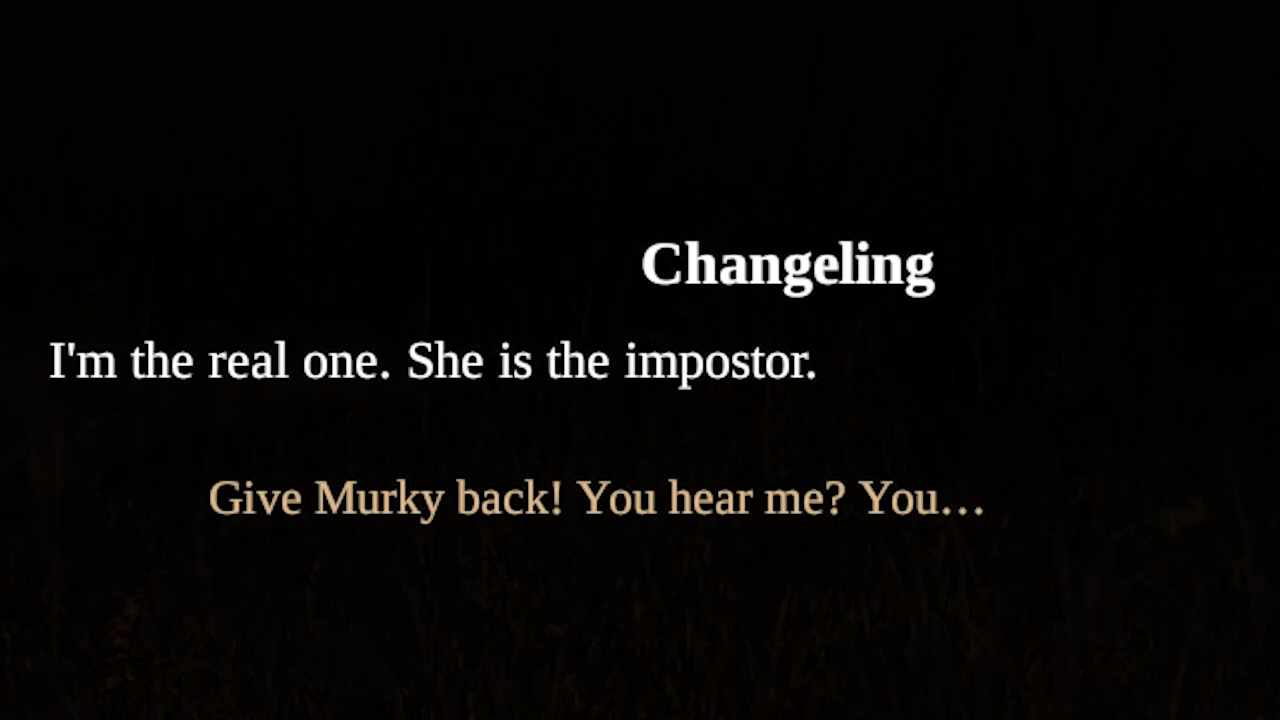 Changeling
I'm the real one. She is the impostor.
Give Murky back! You hear me? You…